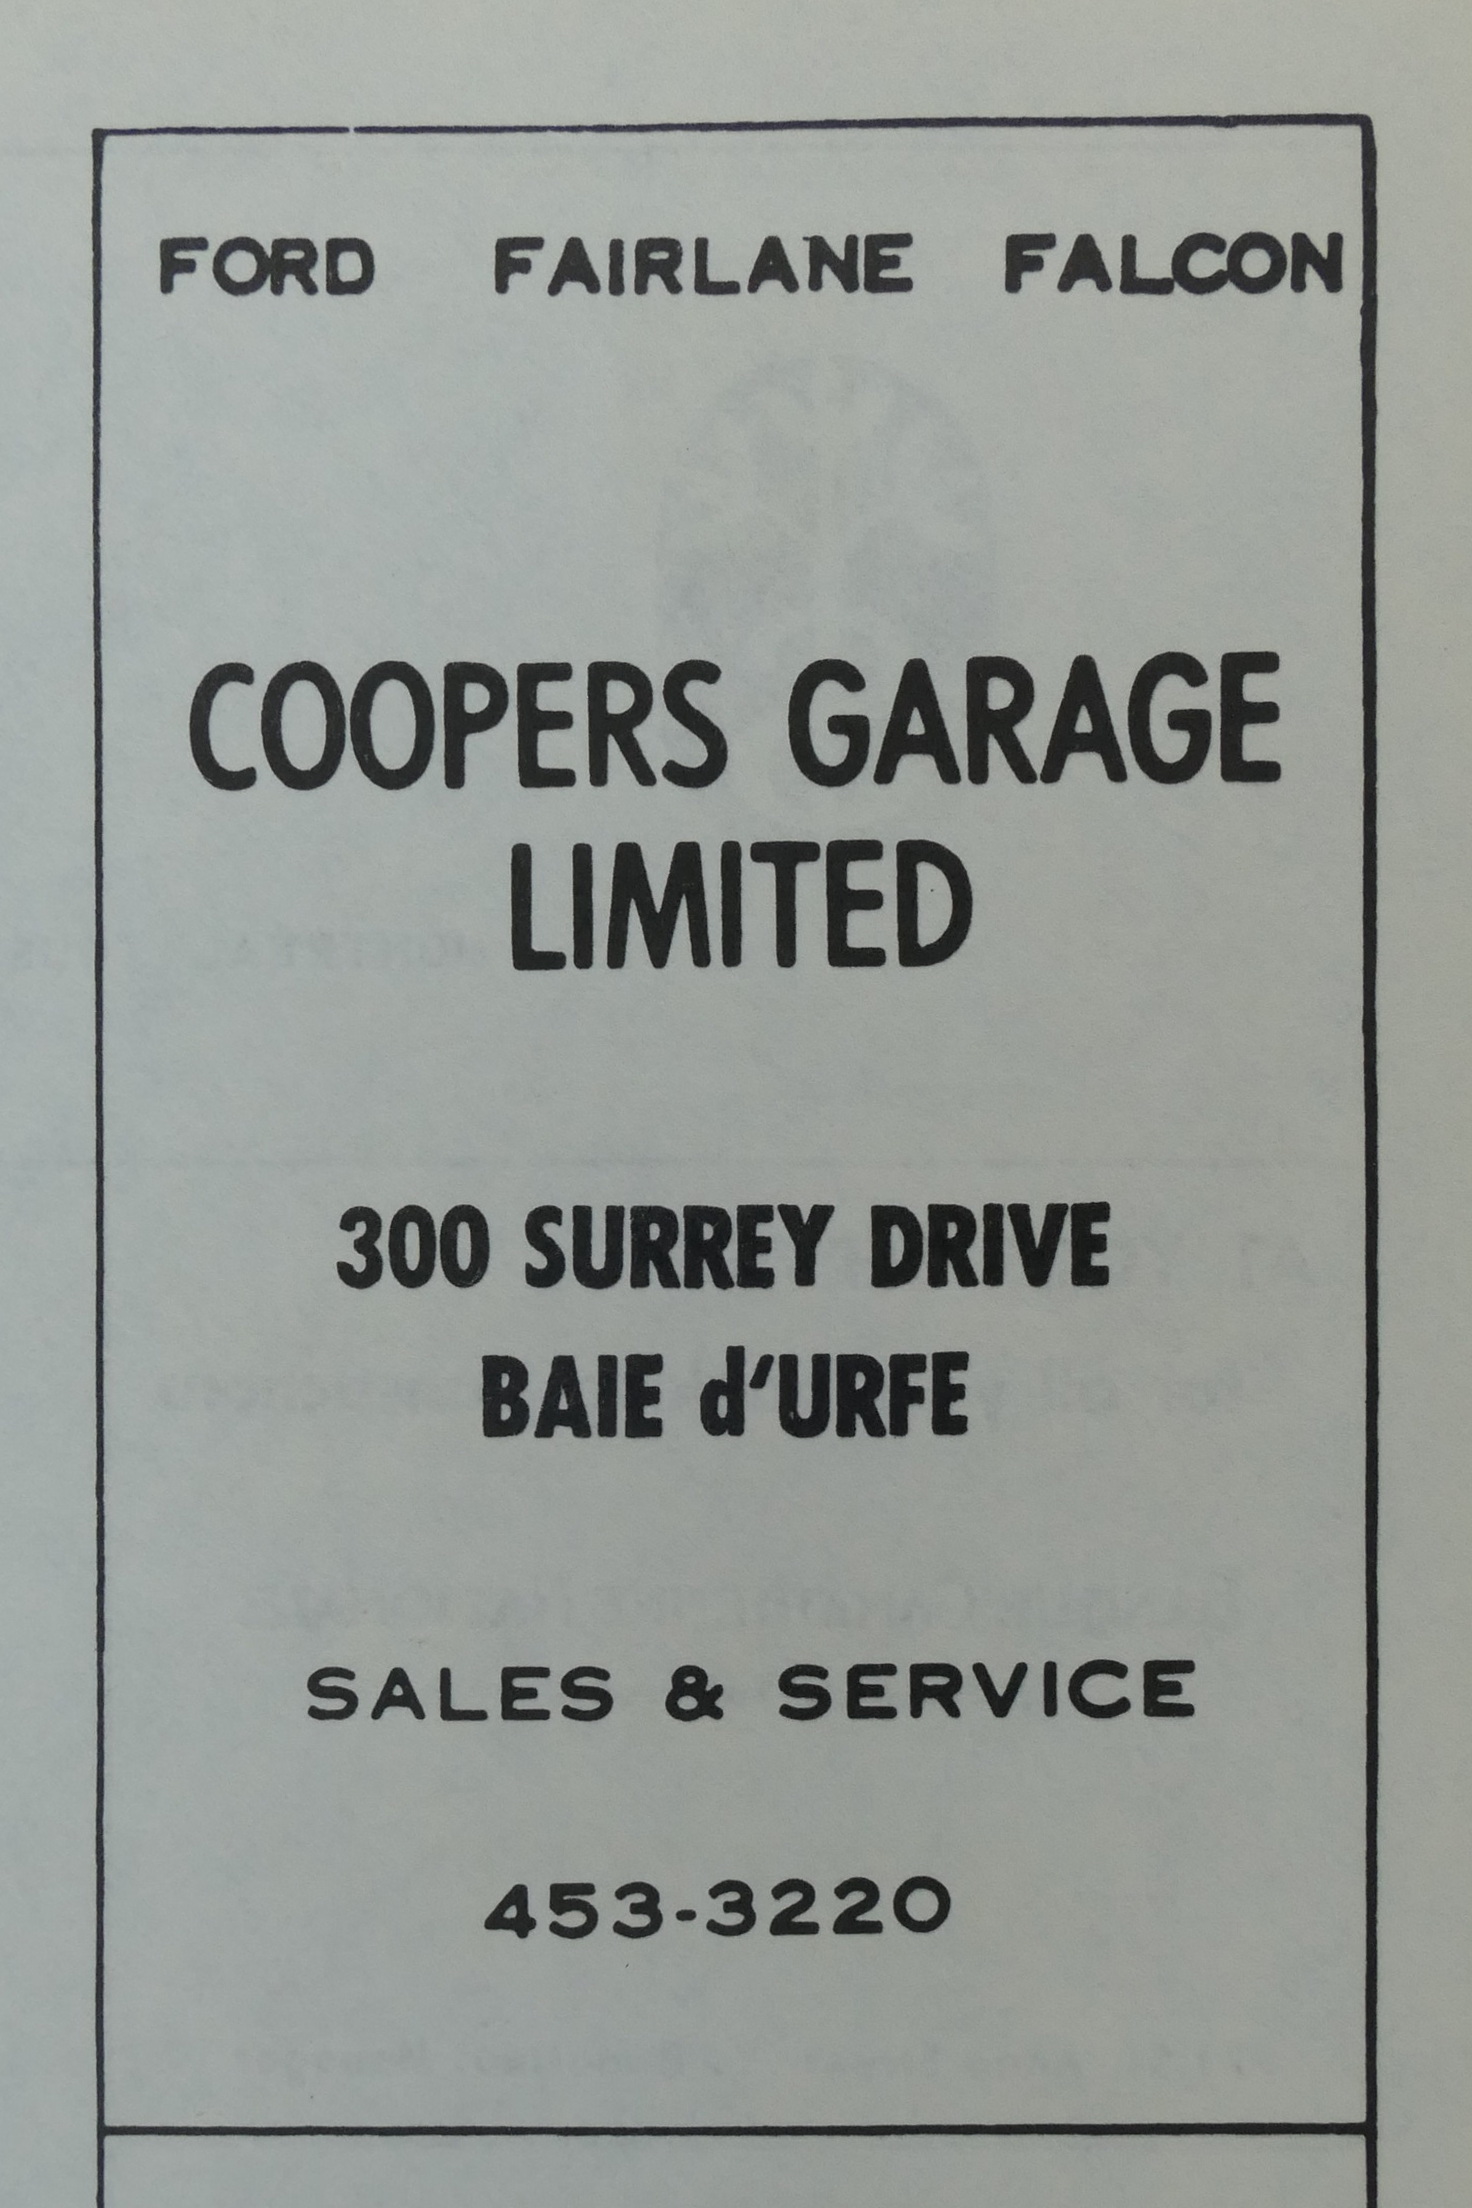 FORD FAIRLANE FALCON
COOPERS GARAGE
LIMITED
300 SURREY DRIVE
BAIE d'URFE
SALES & SERVICE
453-3220